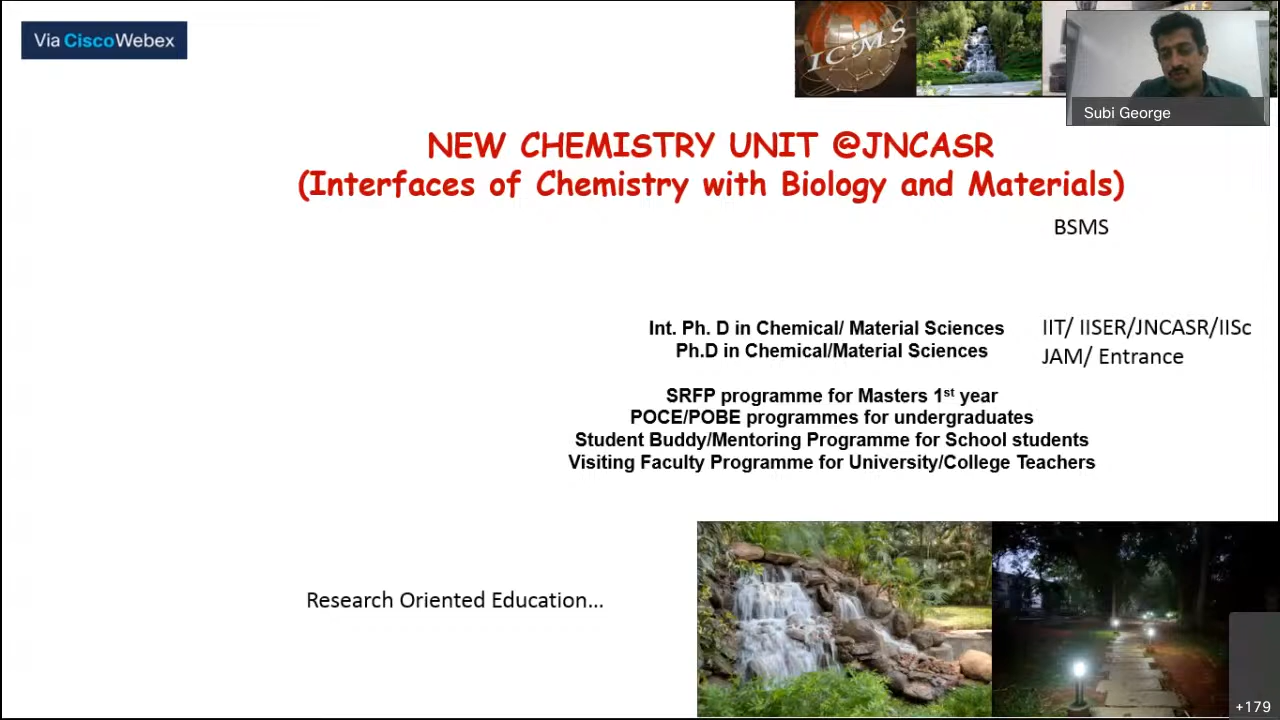 Via CiscoWebex
ICMS
Subi George
NEW CHEMISTRY UNIT @JNCASR
(Interfaces of Chemistry with Biology and Materials)
BSMS
Int. Ph. D in Chemical/ Material Sciences
IIT/ IISER/JNCASR/IISc
Ph.D in Chemical/Material Sciences
JAM/ Entrance
SRFP programme for Masters 1st year
POCE/POBE programmes for undergraduates
Student Buddy/Mentoring Programme for School students
Visiting Faculty Programme for University/College Teachers
Research Oriented Education...
+179